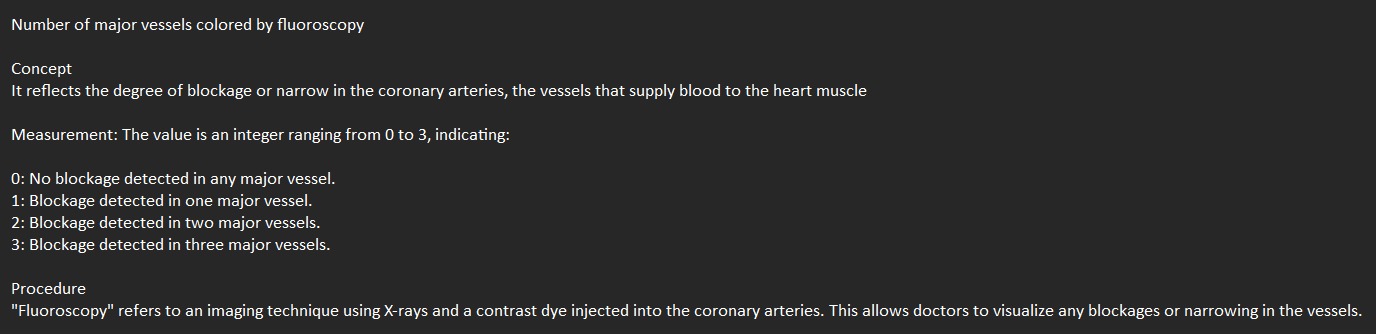 Number of major vessels colored by fluoroscopy
Concept
It reflects the degree of blockage or narrow in the coronary arteries, the vessels that supply blood to the heart muscle
Measurement: The value is an integer ranging from 0 to 3, indicating:
0: No blockage detected in any major vessel.
1: Blockage detected in one major vessel.
2: Blockage detected in two major vessels.
3: Blockage detected in three major vessels.
Procedure
"Fluoroscopy" refers to an imaging technique using X-rays and a contrast dye injected into the coronary arteries. This allows doctors to visualize any blockages or narrowing in the vessels.